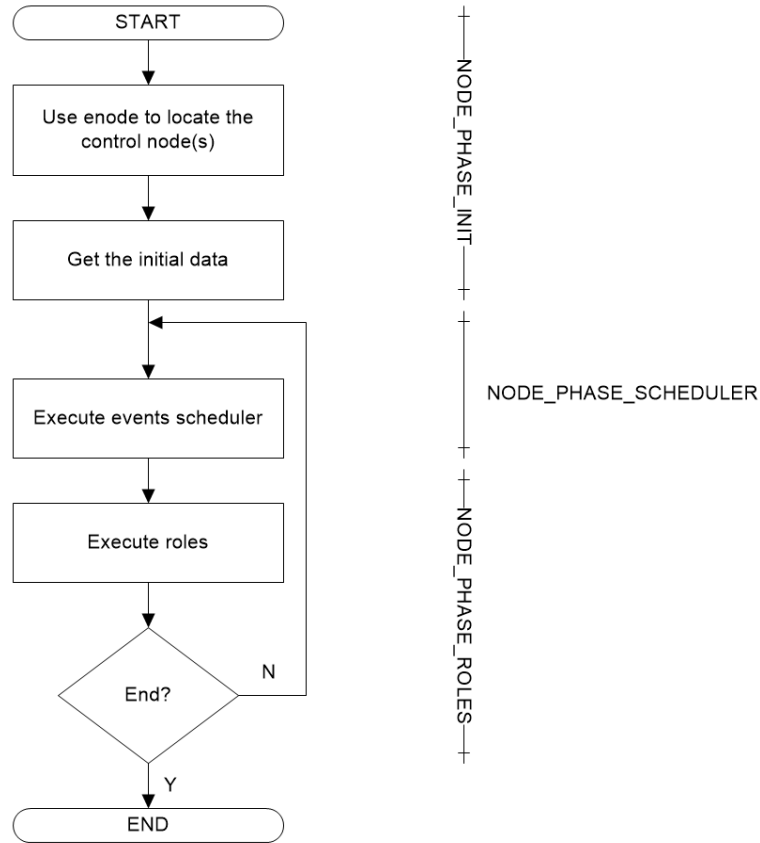 START
Use enode to locate the
control node(s)
NODE_PHASE_INIT
Get the initial data
Execute events scheduler
NODE_PHASE_SCHEDULER
Execute roles
NODE_PHASE_ROLES
End?
N
Y
END